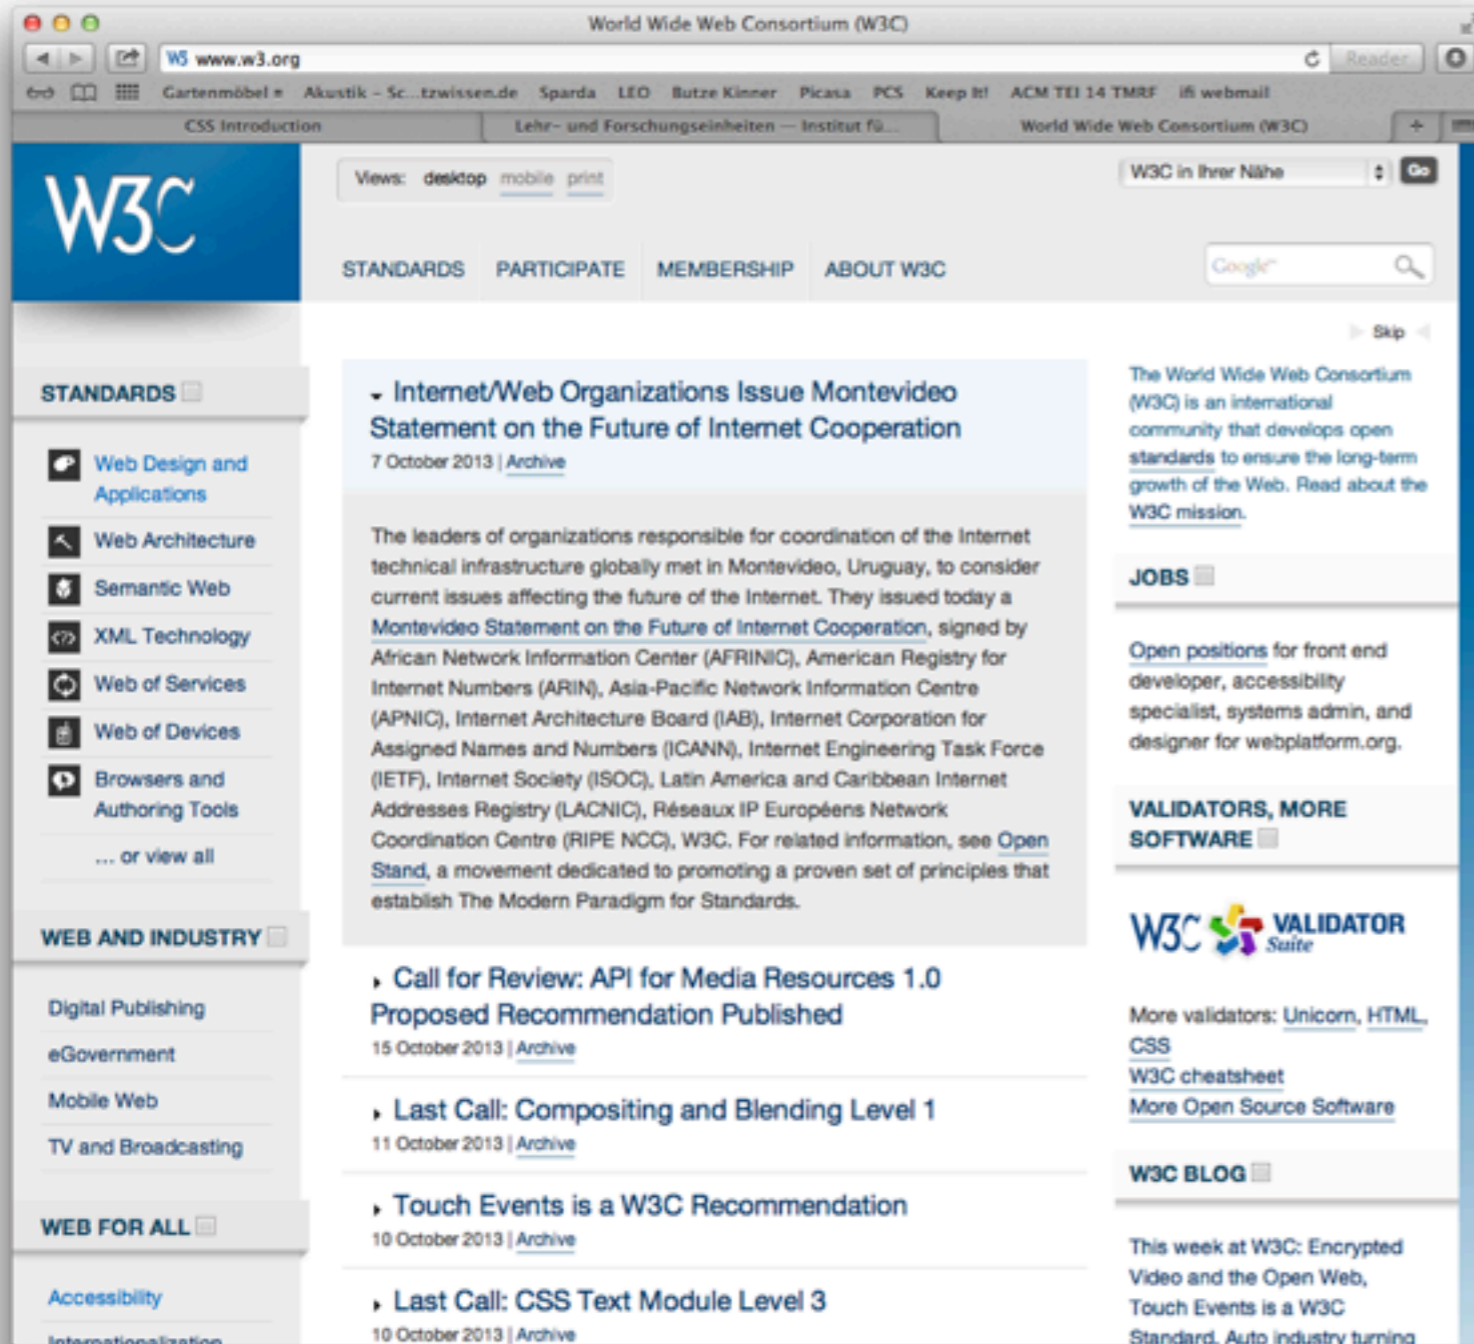 World Wide Web Consortium (W3C)
W3 www.w3.org
Reader
Gartenmöbel Akustik – Sc...tzwissen.de Sparda LEO Butze Kinner Picasa PCS Keep It! ACM TEI 14 TMRF ifi webmail
CSS Introduction
Lehr- und Forschungseinheiten — Institut fü...
World Wide Web Consortium (W3C)
+
W3C
Views: desktop mobile print
W3C in Ihrer Nähe
Go
STANDARDS PARTICIPATE MEMBERSHIP ABOUT W3C
Google™
Skip
STANDARDS
Web Design and
Applications
Web Architecture
Semantic Web
XML Technology
Web of Services
Web of Devices
Browsers and
Authoring Tools
... or view all
WEB AND INDUSTRY
Digital Publishing
eGovernment
Mobile Web
TV and Broadcasting
WEB FOR ALL
Accessibility
Internationalization
Internet/Web Organizations Issue Montevideo
Statement on the Future of Internet Cooperation
7 October 2013 | Archive
The leaders of organizations responsible for coordination of the Internet
technical infrastructure globally met in Montevideo, Uruguay, to consider
current issues affecting the future of the Internet. They issued today a
Montevideo Statement on the Future of Internet Cooperation, signed by
African Network Information Center (AFRINIC), American Registry for
Internet Numbers (ARIN), Asia-Pacific Network Information Centre
(APNIC), Internet Architecture Board (IAB), Internet Corporation for
Assigned Names and Numbers (ICANN), Internet Engineering Task Force
(IETF), Internet Society (ISOC), Latin America and Caribbean Internet
Addresses Registry (LACNIC), Réseaux IP Européens Network
Coordination Centre (RIPE NCC), W3C. For related information, see Open
Stand, a movement dedicated to promoting a proven set of principles that
establish The Modern Paradigm for Standards.
Call for Review: API for Media Resources 1.0
Proposed Recommendation Published
15 October 2013 | Archive
Last Call: Compositing and Blending Level 1
11 October 2013 | Archive
Touch Events is a W3C Recommendation
10 October 2013 | Archive
Last Call: CSS Text Module Level 3
10 October 2013 | Archive
The World Wide Web Consortium
(W3C) is an international
community that develops open
standards to ensure the long-term
growth of the Web. Read about the
W3C mission.
JOBS
Open positions for front end
developer, accessibility
specialist, systems admin, and
designer for webplatform.org.
VALIDATORS, MORE
SOFTWARE
W3C VALIDATOR
Suite
More validators: Unicorn, HTML,
CSS
W3C cheatsheet
More Open Source Software
W3C BLOG
This week at W3C: Encrypted
Video and the Open Web,
Touch Events is a W3C
Standard, Auto industry turning